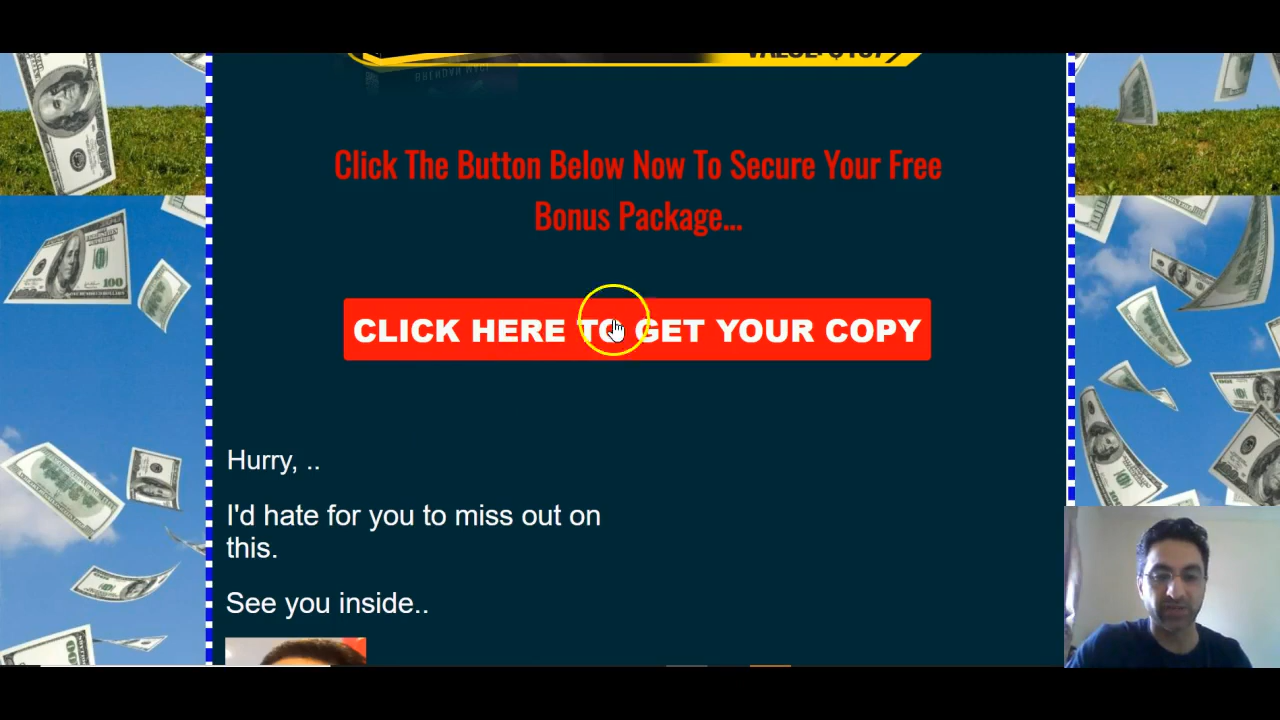 Click The Button Below Now To Secure Your Free
Bonus Package...
CLICK HERE TO GET YOUR COPY
Hurry, ..
I'd hate for you to miss out on
this.
See you inside..